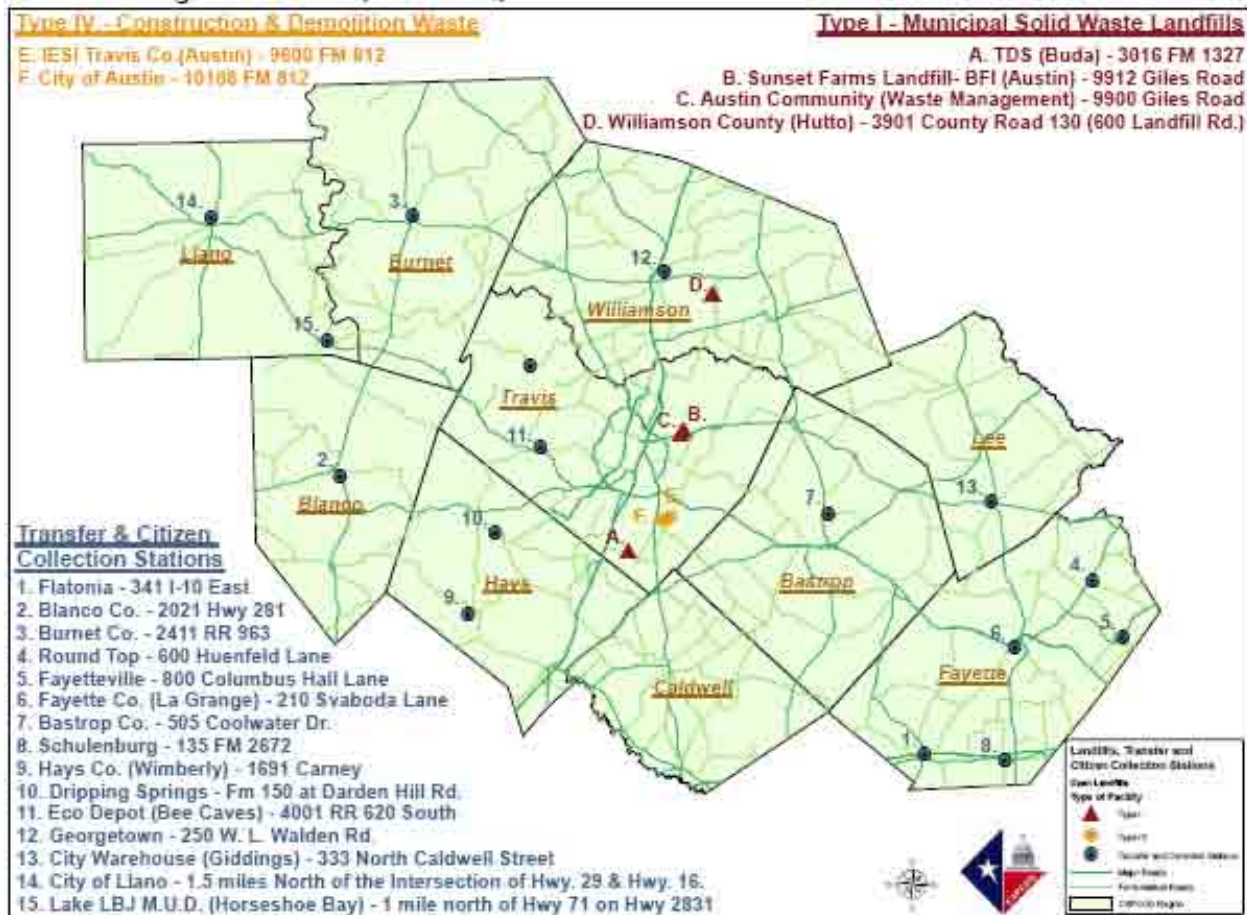 Type IV - Construction & Demolition Waste
E. IESI Travis Co.(Austin) - 9600 FM 812
F. City of Austin - 10108 FM 812
Type I - Municipal Solid Waste Landfills
A. TDS (Buda) - 3016 FM 1327
B. Sunset Farms Landfill- BFI (Austin) - 9912 Giles Road
C. Austin Community (Waste Management) - 9900 Giles Road
D. Williamson County (Hutto) - 3901 County Road 130 (600 Landfill Rd.)
14.
3.
Llano
Burnet
12.
D.
Williamson
15.
Travis
C.
B.
11.
Lee
2.
Blanco
7.
13.
10.
E.
F.
A.
Hays
Bastrop
4.
9.
6.
5.
Caldwell
Fayette
1.
8.
Transfer & Citizen
Collection Stations
1. Flatonia - 341 I-10 East
2. Blanco Co. - 2021 Hwy 281
3. Burnet Co. - 2411 RR 963
4. Round Top - 600 Huenfeld Lane
5. Fayetteville - 800 Columbus Hall Lane
6. Fayette Co. (La Grange) - 210 Svaboda Lane
7. Bastrop Co. - 505 Coolwater Dr.
8. Schulenburg - 135 FM 2672
9. Hays Co. (Wimberly) - 1691 Carney
10. Dripping Springs - Fm 150 at Darden Hill Rd.
11. Eco Depot (Bee Caves) - 4001 RR 620 South
12. Georgetown - 250 W. L. Walden Rd.
13. City Warehouse (Giddings) - 333 North Caldwell Street
14. City of Llano - 1.5 miles North of the Intersection of Hwy. 29 & Hwy. 16.
15. Lake LBJ M.U.D. (Horseshoe Bay) - 1 mile north of Hwy 71 on Hwy 2831
Landfills, Transfer and
Citizen Collection Stations
Open Landfills
Type of Facility
Type I
Major Roads